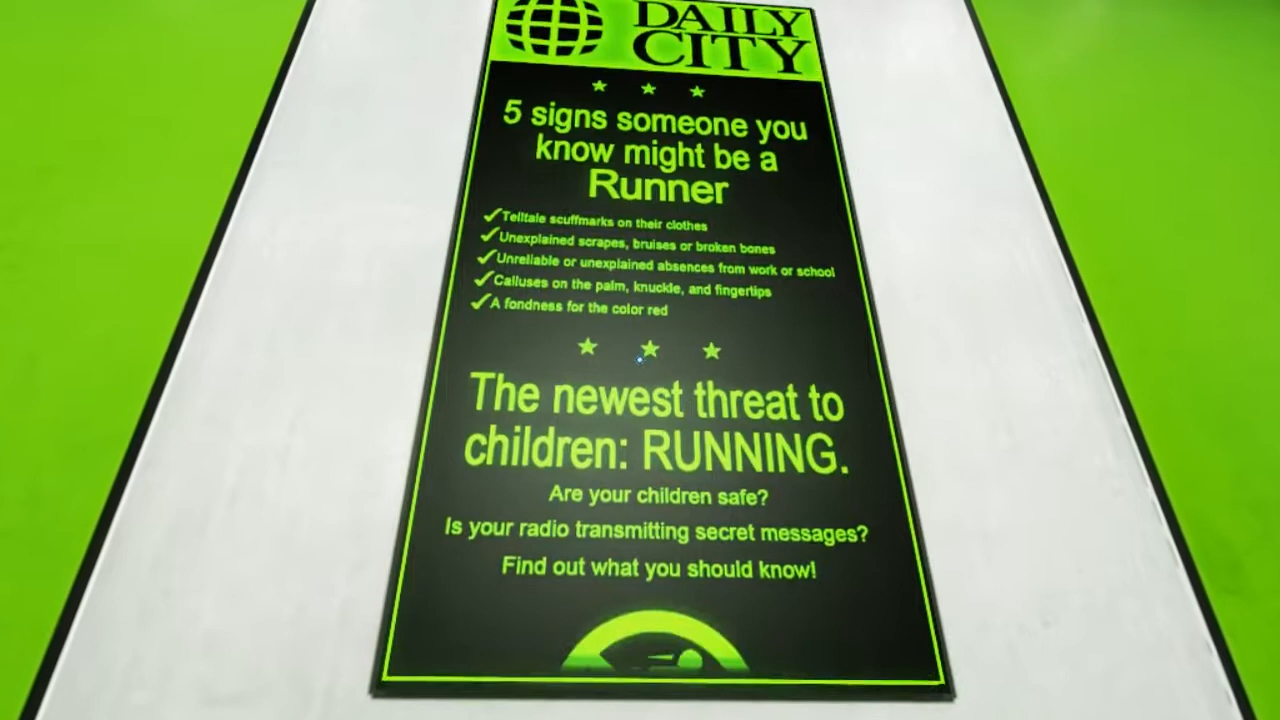 DAILY
CITY
5 signs someone you
know might be a
Runner
Telltale scuffmarks on their clothes
Unexplained scrapes, bruises or broken bones
Unreliable or unexplained absences from work or school
Calluses on the palm, knuckle, and fingertips
A fondness for the color red
The newest threat to
children: RUNNING.
Are your children safe?
Is your radio transmitting secret messages?
Find out what you should know!